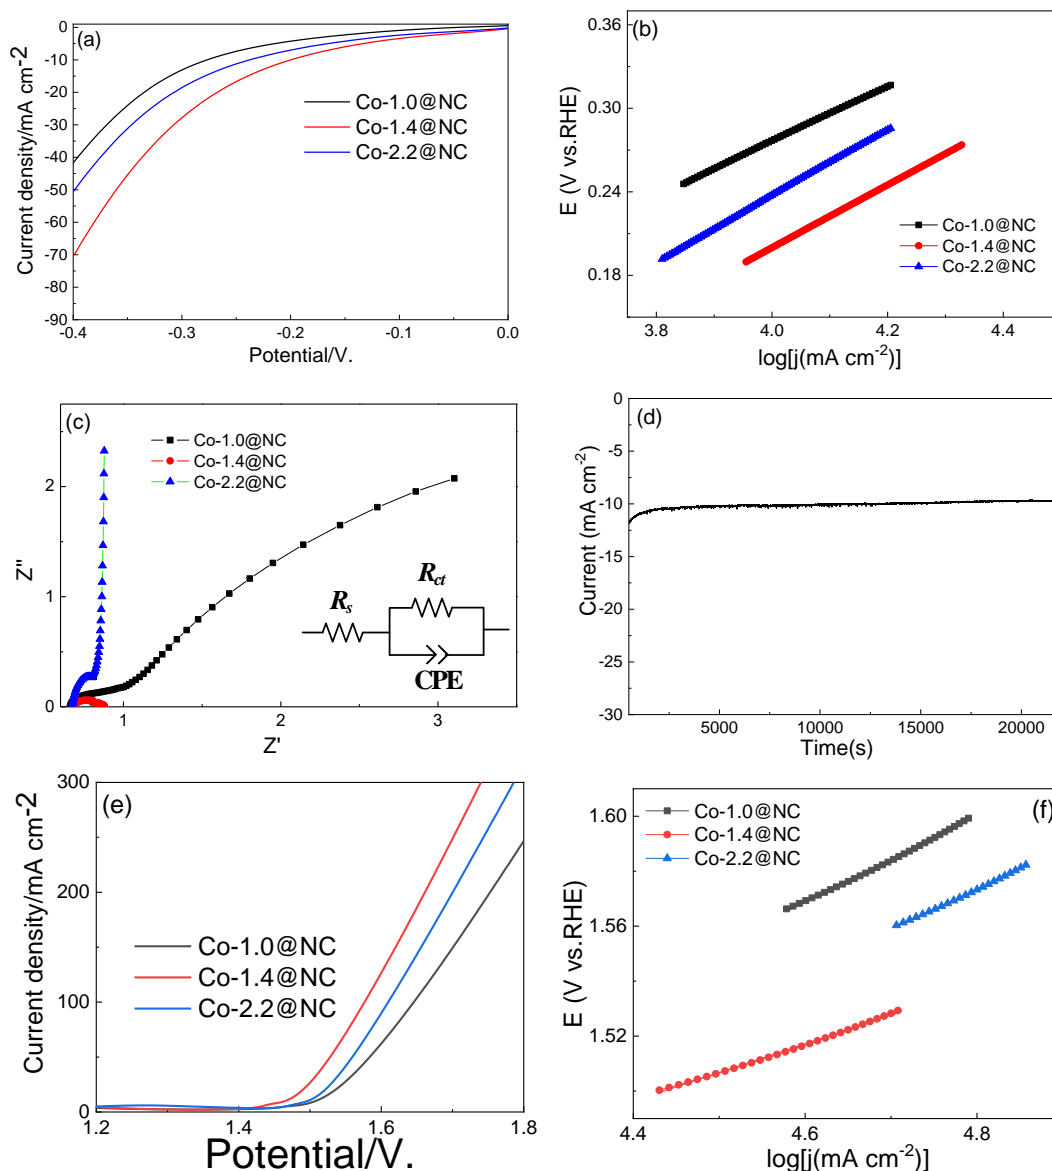 (a)
0
-10
-20
-30
-40
-50
-60
-70
-80
-90
Current density/mA cm-2
Co-1.0@NC
Co-1.4@NC
Co-2.2@NC
-0.4
-0.3
-0.2
-0.1
0.0
Potential/V.
(b)
0.36
0.30
0.24
0.18
E (V vs.RHE)
Co-1.0@NC
Co-1.4@NC
Co-2.2@NC
3.8
4.0
4.2
4.4
log[j(mA cm⁻²)]
(c)
2
1
0
Z''
Co-1.0@NC
Co-1.4@NC
Co-2.2@NC
Rct
Rs
CPE
1
2
3
Z'
(d)
0
-5
-10
-15
-20
-25
-30
Current (mA cm⁻²)
5000
10000
15000
20000
Time(s)
(e)
300
200
100
0
Current density/mA cm-2
Co-1.0@NC
Co-1.4@NC
Co-2.2@NC
1.2
1.4
1.6
1.8
Potential/V.
(f)
1.60
1.56
1.52
E (V vs.RHE)
Co-1.0@NC
Co-1.4@NC
Co-2.2@NC
4.4
4.6
4.8
log[j(mA cm⁻²)]